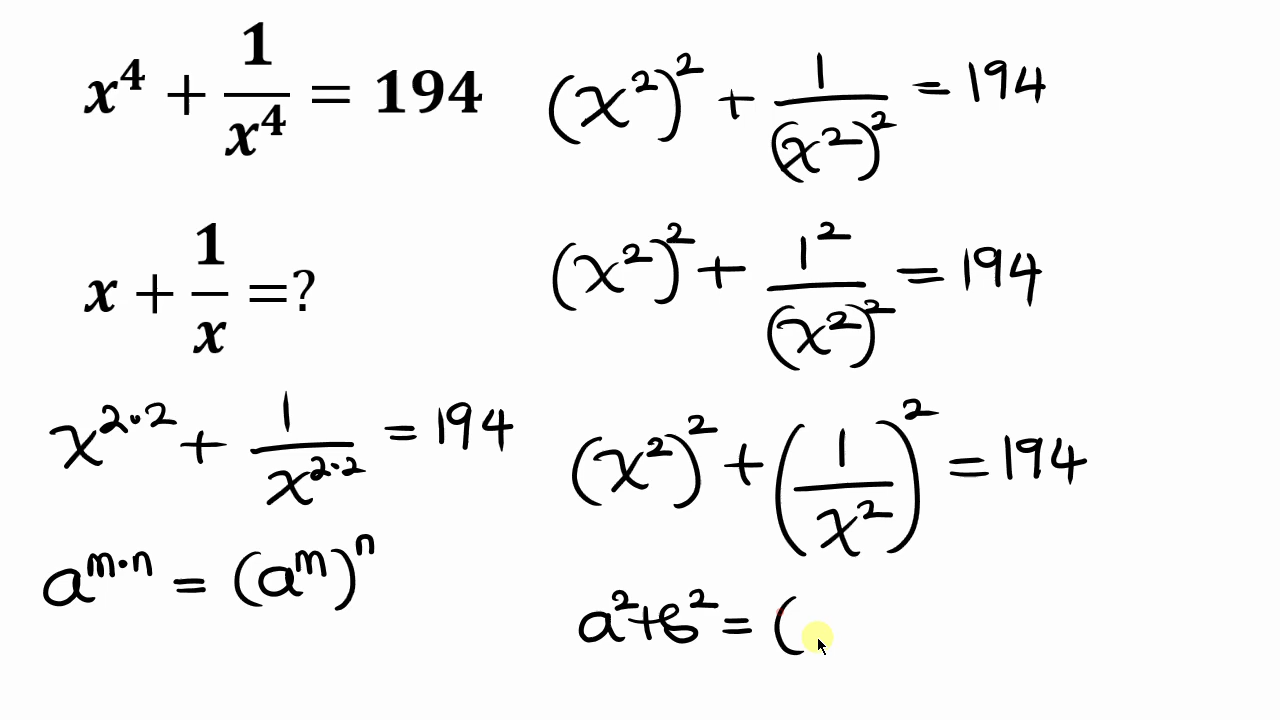 x⁴ + 1/x⁴ = 194
x + 1/x =?
x^(2·2) + 1/x^(2·2) = 194
a^(m·n) = (a^m)^n
(x²)² + 1/(x²)² = 194
(x²)² + 1²/(x²)² = 194
(x²)² + (1/x²)² = 194
a²+b² = (